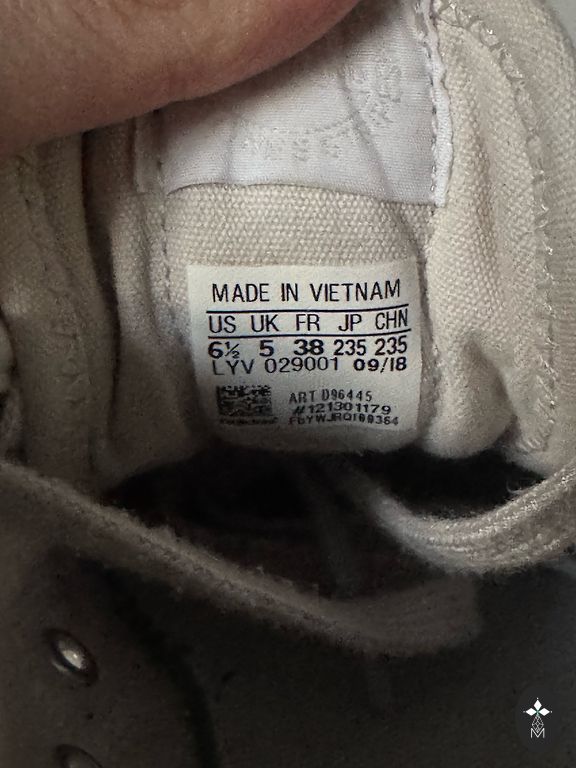 MADE IN VIETNAM
US UK FR JP CHN
6½ 5 38 235 235
LYV 029001 09/18
ART D96445
#121301179
M